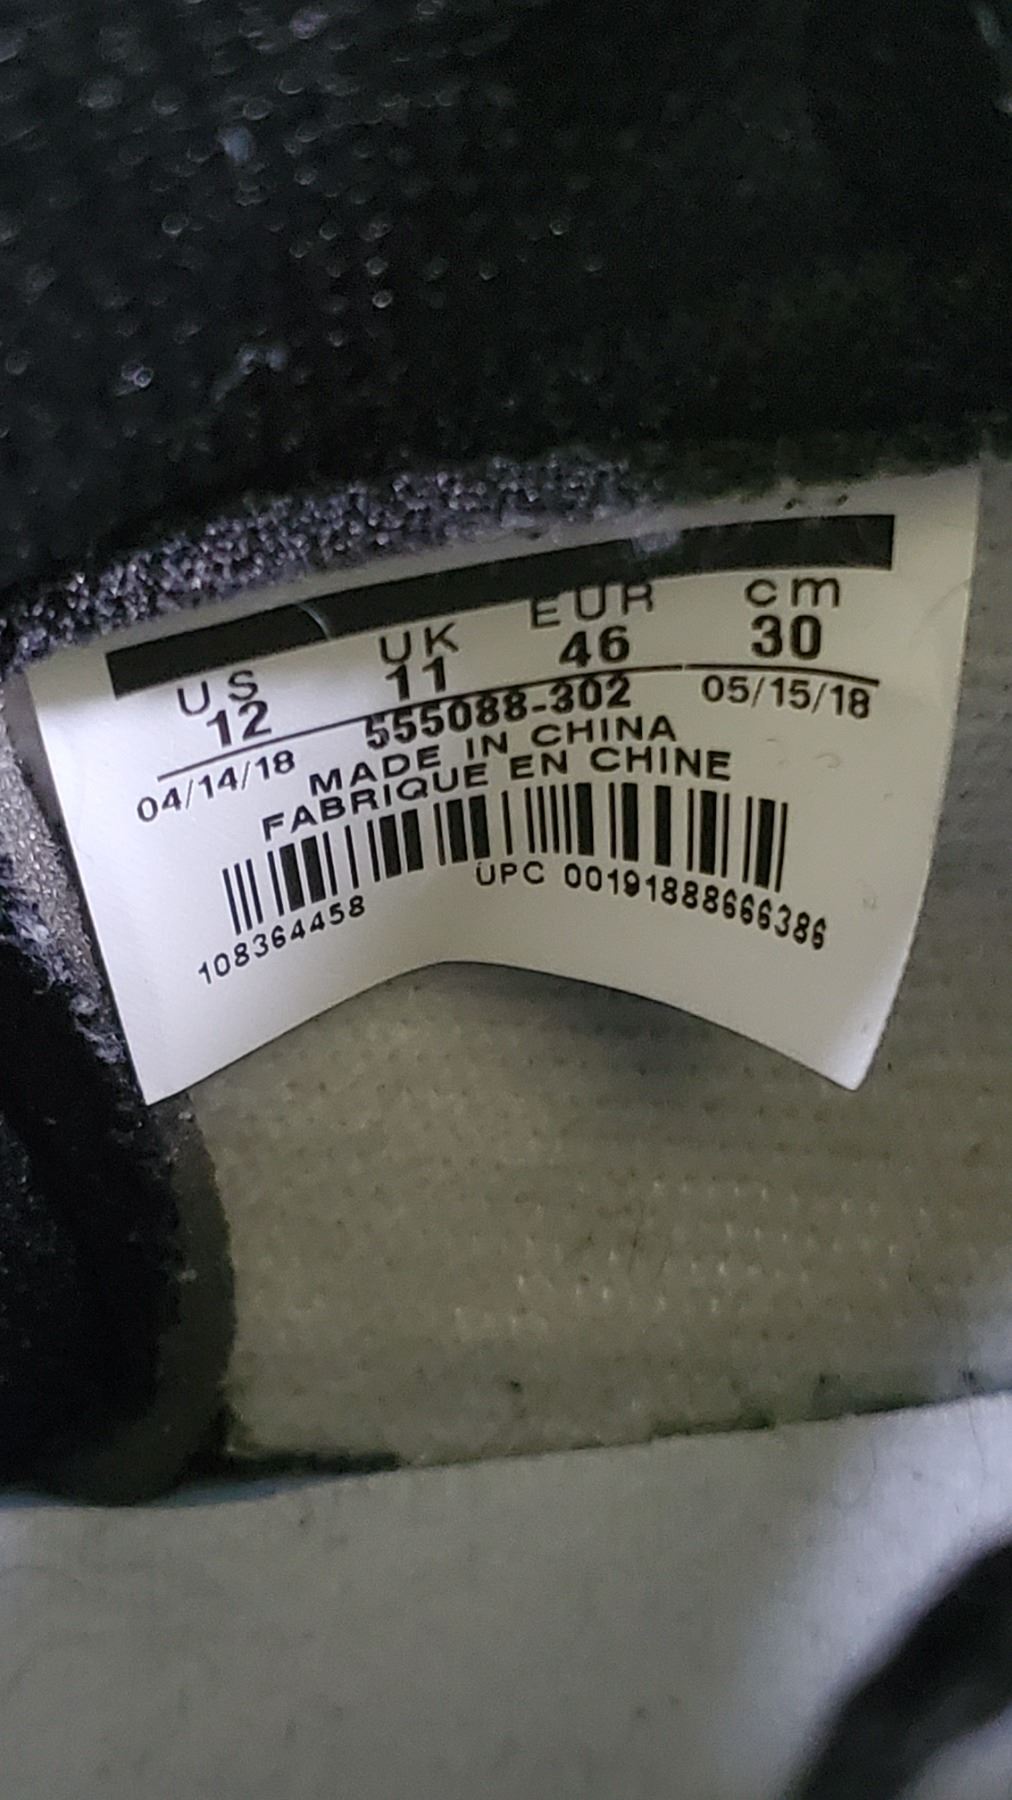 US UK EUR cm
12 11 46 30
04/14/18 555088-302 05/15/18
MADE IN CHINA
FABRIQUE EN CHINE
108364458 UPC 00191888666386